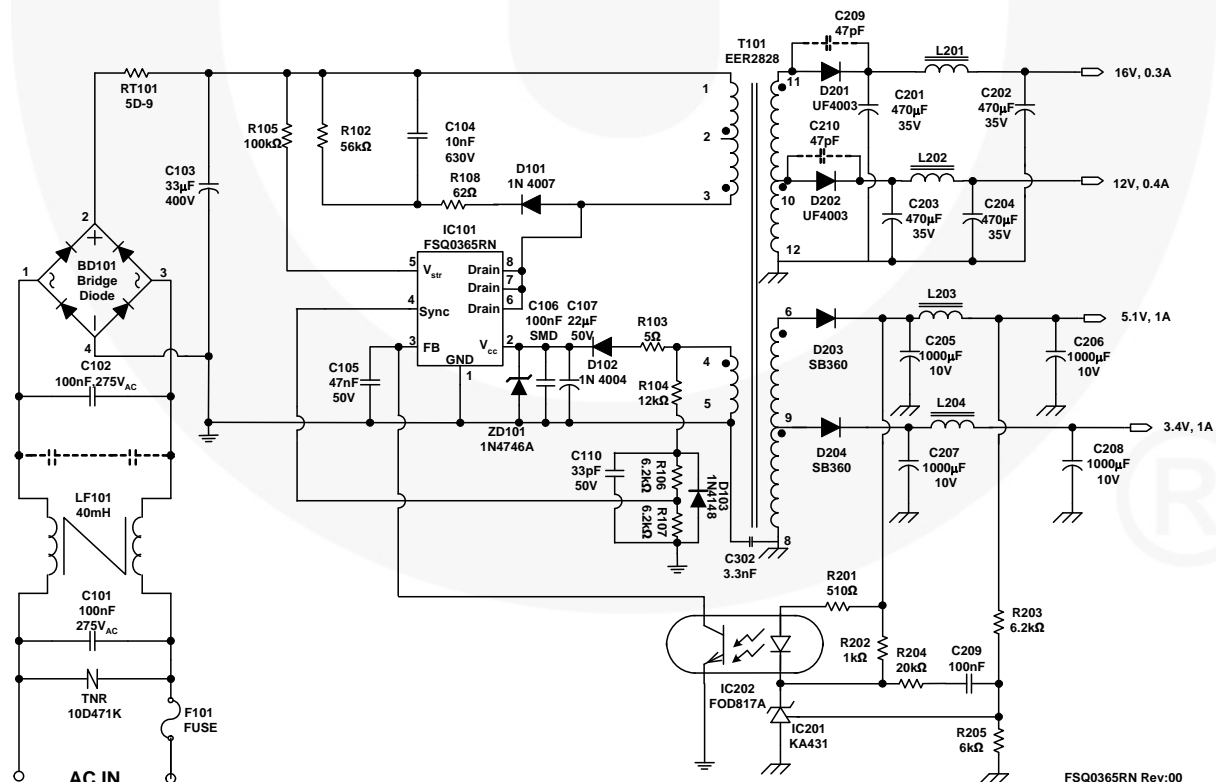 C209
47pF
T101
EER2828
L201
16V, 0.3A
RT101
5D-9
1
11
D201
UF4003
C201
470µF
35V
C202
470µF
35V
R105
100kΩ
R102
56kΩ
C104
10nF
630V
2
C210
47pF
L202
C103
33µF
400V
R108
62Ω
D101
1N 4007
3
10
12V, 0.4A
D202
UF4003
C203
470µF
35V
C204
470µF
35V
2
IC101
FSQ0365RN
12
1
BD101
Bridge
Diode
3
4
5
Vstr
Drain
8
Drain
7
Drain
6
4
Sync
3
FB
Vcc
2
GND
1
C106
100nF
SMD
C107
22µF
50V
R103
5Ω
D102
1N 4004
L203
6
5.1V, 1A
D203
SB360
C205
1000µF
10V
C206
1000µF
10V
C102
100nF,275VAC
C105
47nF
50V
4
R104
12kΩ
5
L204
9
3.4V, 1A
ZD101
1N4746A
D204
SB360
C207
1000µF
10V
C208
1000µF
10V
C110
33pF
50V
R106
6.2kΩ
R107
6.2kΩ
D103
1N4148
LF101
40mH
8
C302
3.3nF
R201
510Ω
C101
100nF
275VAC
R203
6.2kΩ
R202
1kΩ
R204
20kΩ
C209
100nF
TNR
10D471K
F101
FUSE
IC202
FOD817A
IC201
KA431
R205
6kΩ
AC IN
FSQ0365RN Rev:00
R